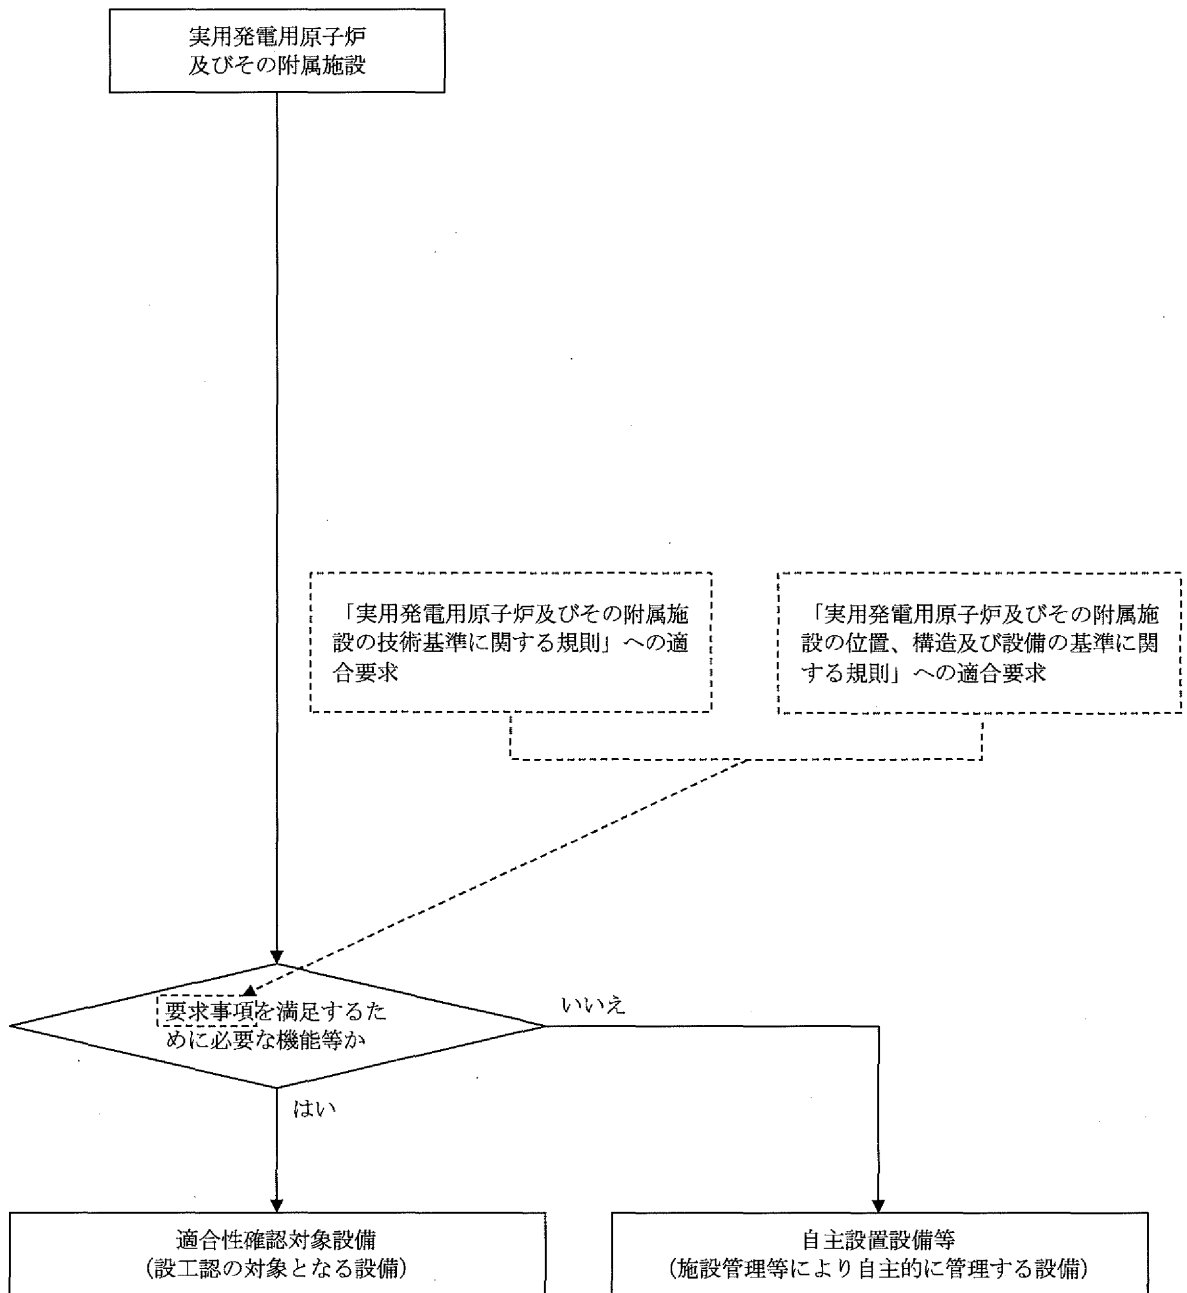 実用発電用原子炉
及びその附属施設
「実用発電用原子炉及びその附属施
設の技術基準に関する規則」への適
合要求
「実用発電用原子炉及びその附属施
設の位置、構造及び設備の基準に関
する規則」への適合要求
要求事項を満足するた
めに必要な機能等か
いいえ
はい
適合性確認対象設備
（設工認の対象となる設備）
自主設置設備等
（施設管理等により自主的に管理する設備）